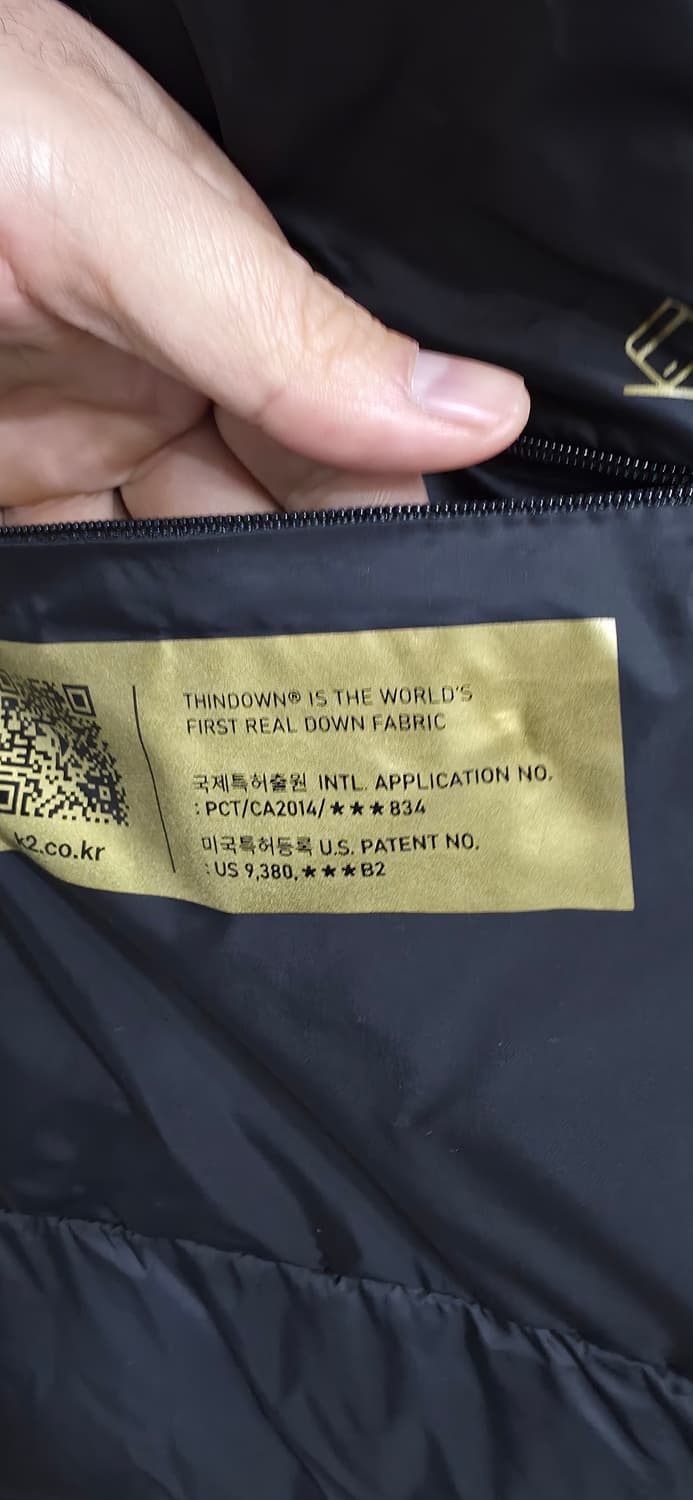 THINDOWN® IS THE WORLD'S
FIRST REAL DOWN FABRIC
국제특허출원 INTL. APPLICATION NO.
: PCT/CA2014/★★★834
미국특허등록 U.S. PATENT NO.
: US 9,380,★★★B2
k2.co.kr